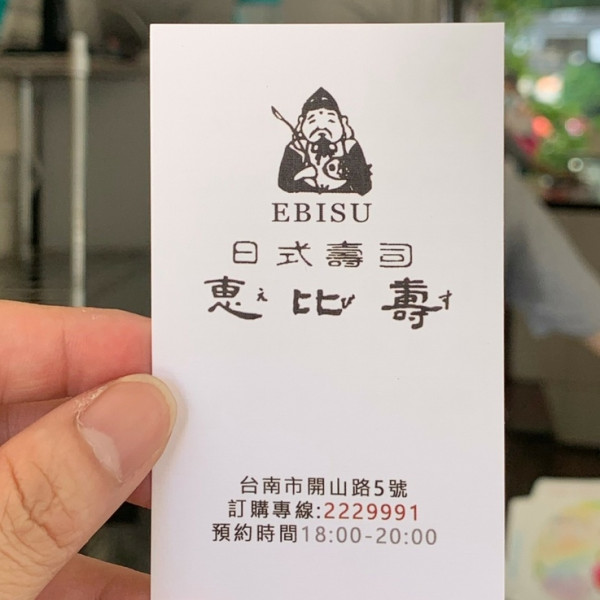 EBISU
日式壽司
恵え比び壽す
台南市開山路5號
訂購專線:2229991
預約時間18:00-20:00